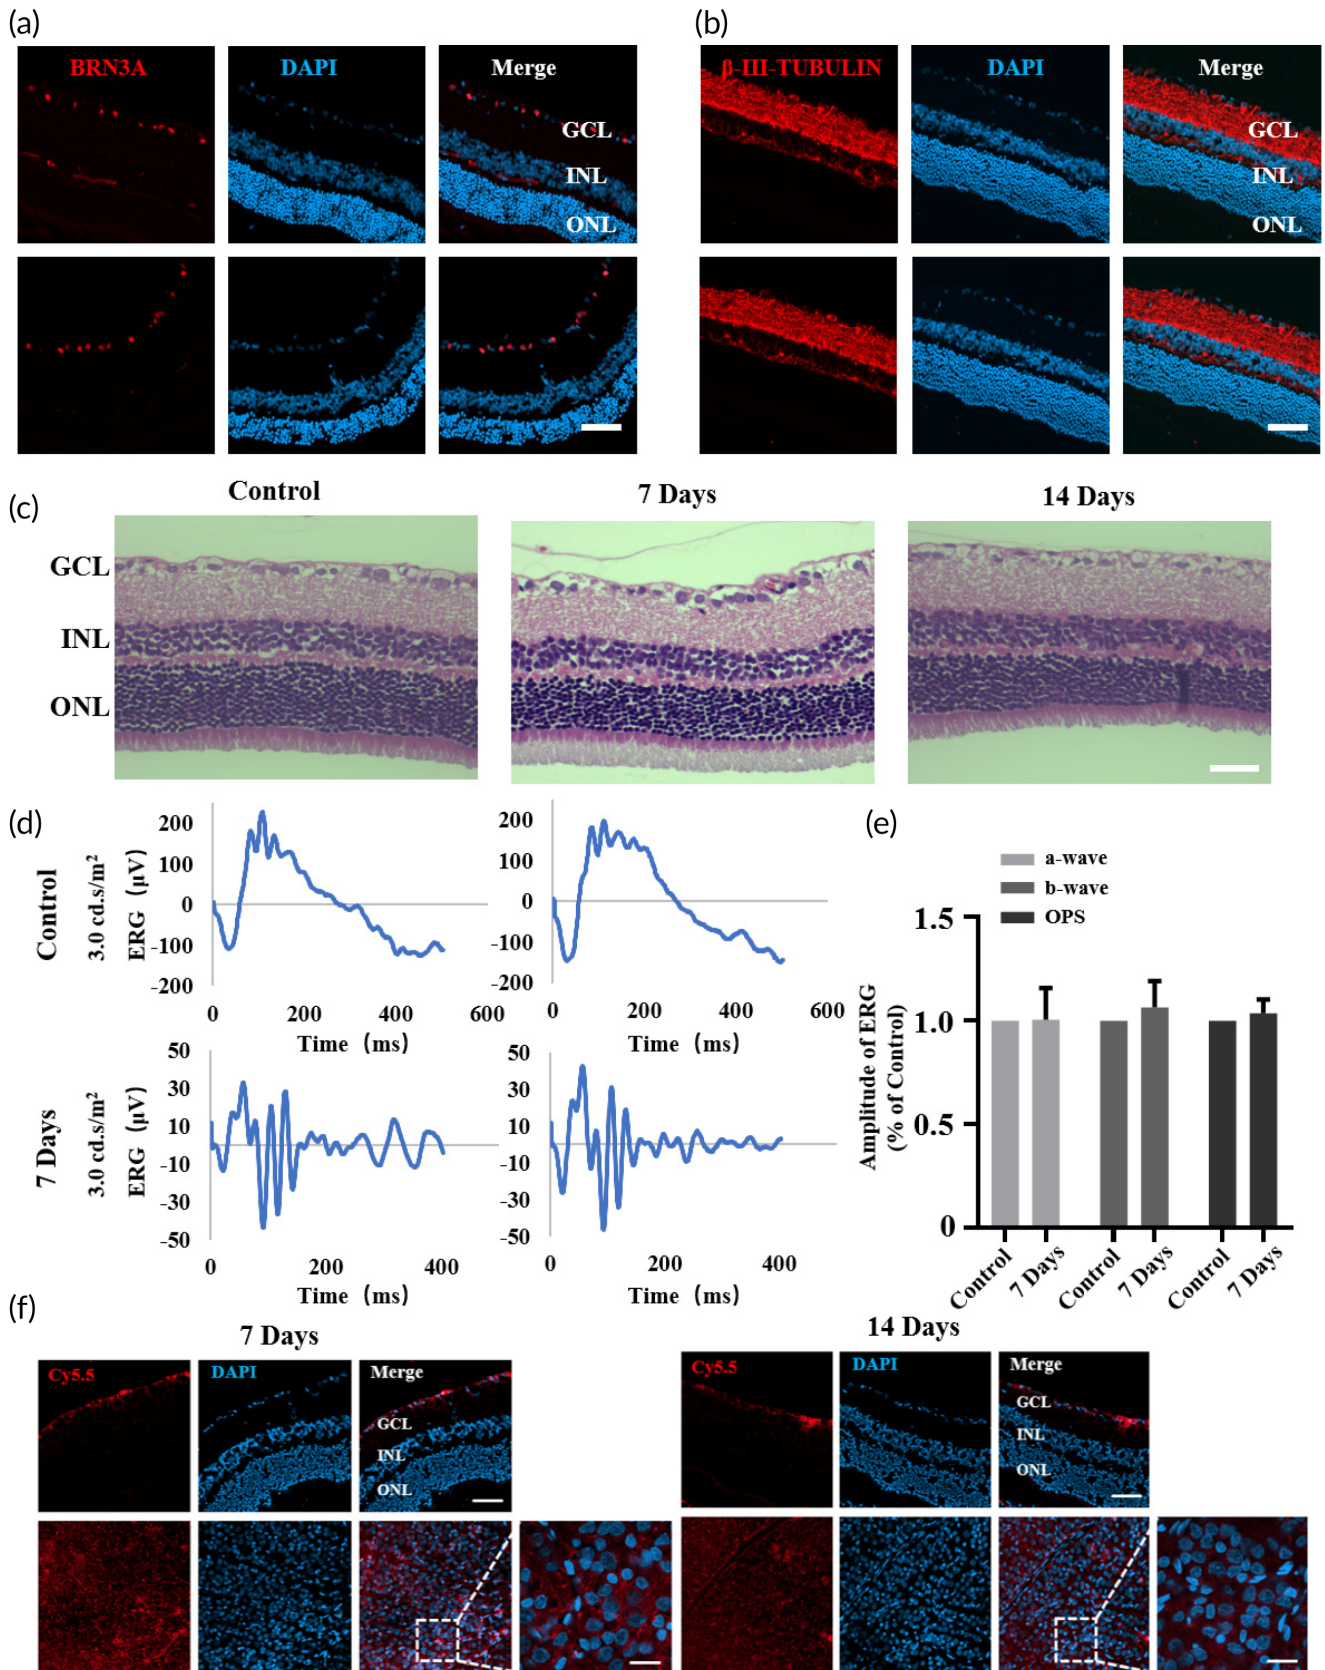 (a)
BRN3A
DAPI
Merge
GCL
INL
ONL
(b)
β-III-TUBULIN
DAPI
Merge
GCL
INL
ONL
(c)
Control
7 Days
14 Days
GCL
INL
ONL
(d)
Control
3.0 cd.s/m²
ERG (μV)
200
100
0
-100
-200
0
200
400
600
Time (ms)
200
100
0
-100
-200
0
200
400
600
Time (ms)
7 Days
3.0 cd.s/m²
ERG (μV)
50
30
10
-10
-30
-50
0
200
400
Time (ms)
50
30
10
-10
-30
-50
0
200
400
Time (ms)
(e)
a-wave
b-wave
OPS
Amplitude of ERG
(% of Control)
1.5
1.0
0.5
0
Control
7 Days
Control
7 Days
Control
7 Days
(f)
7 Days
Cy5.5
DAPI
Merge
GCL
INL
ONL
14 Days
Cy5.5
DAPI
Merge
GCL
INL
ONL